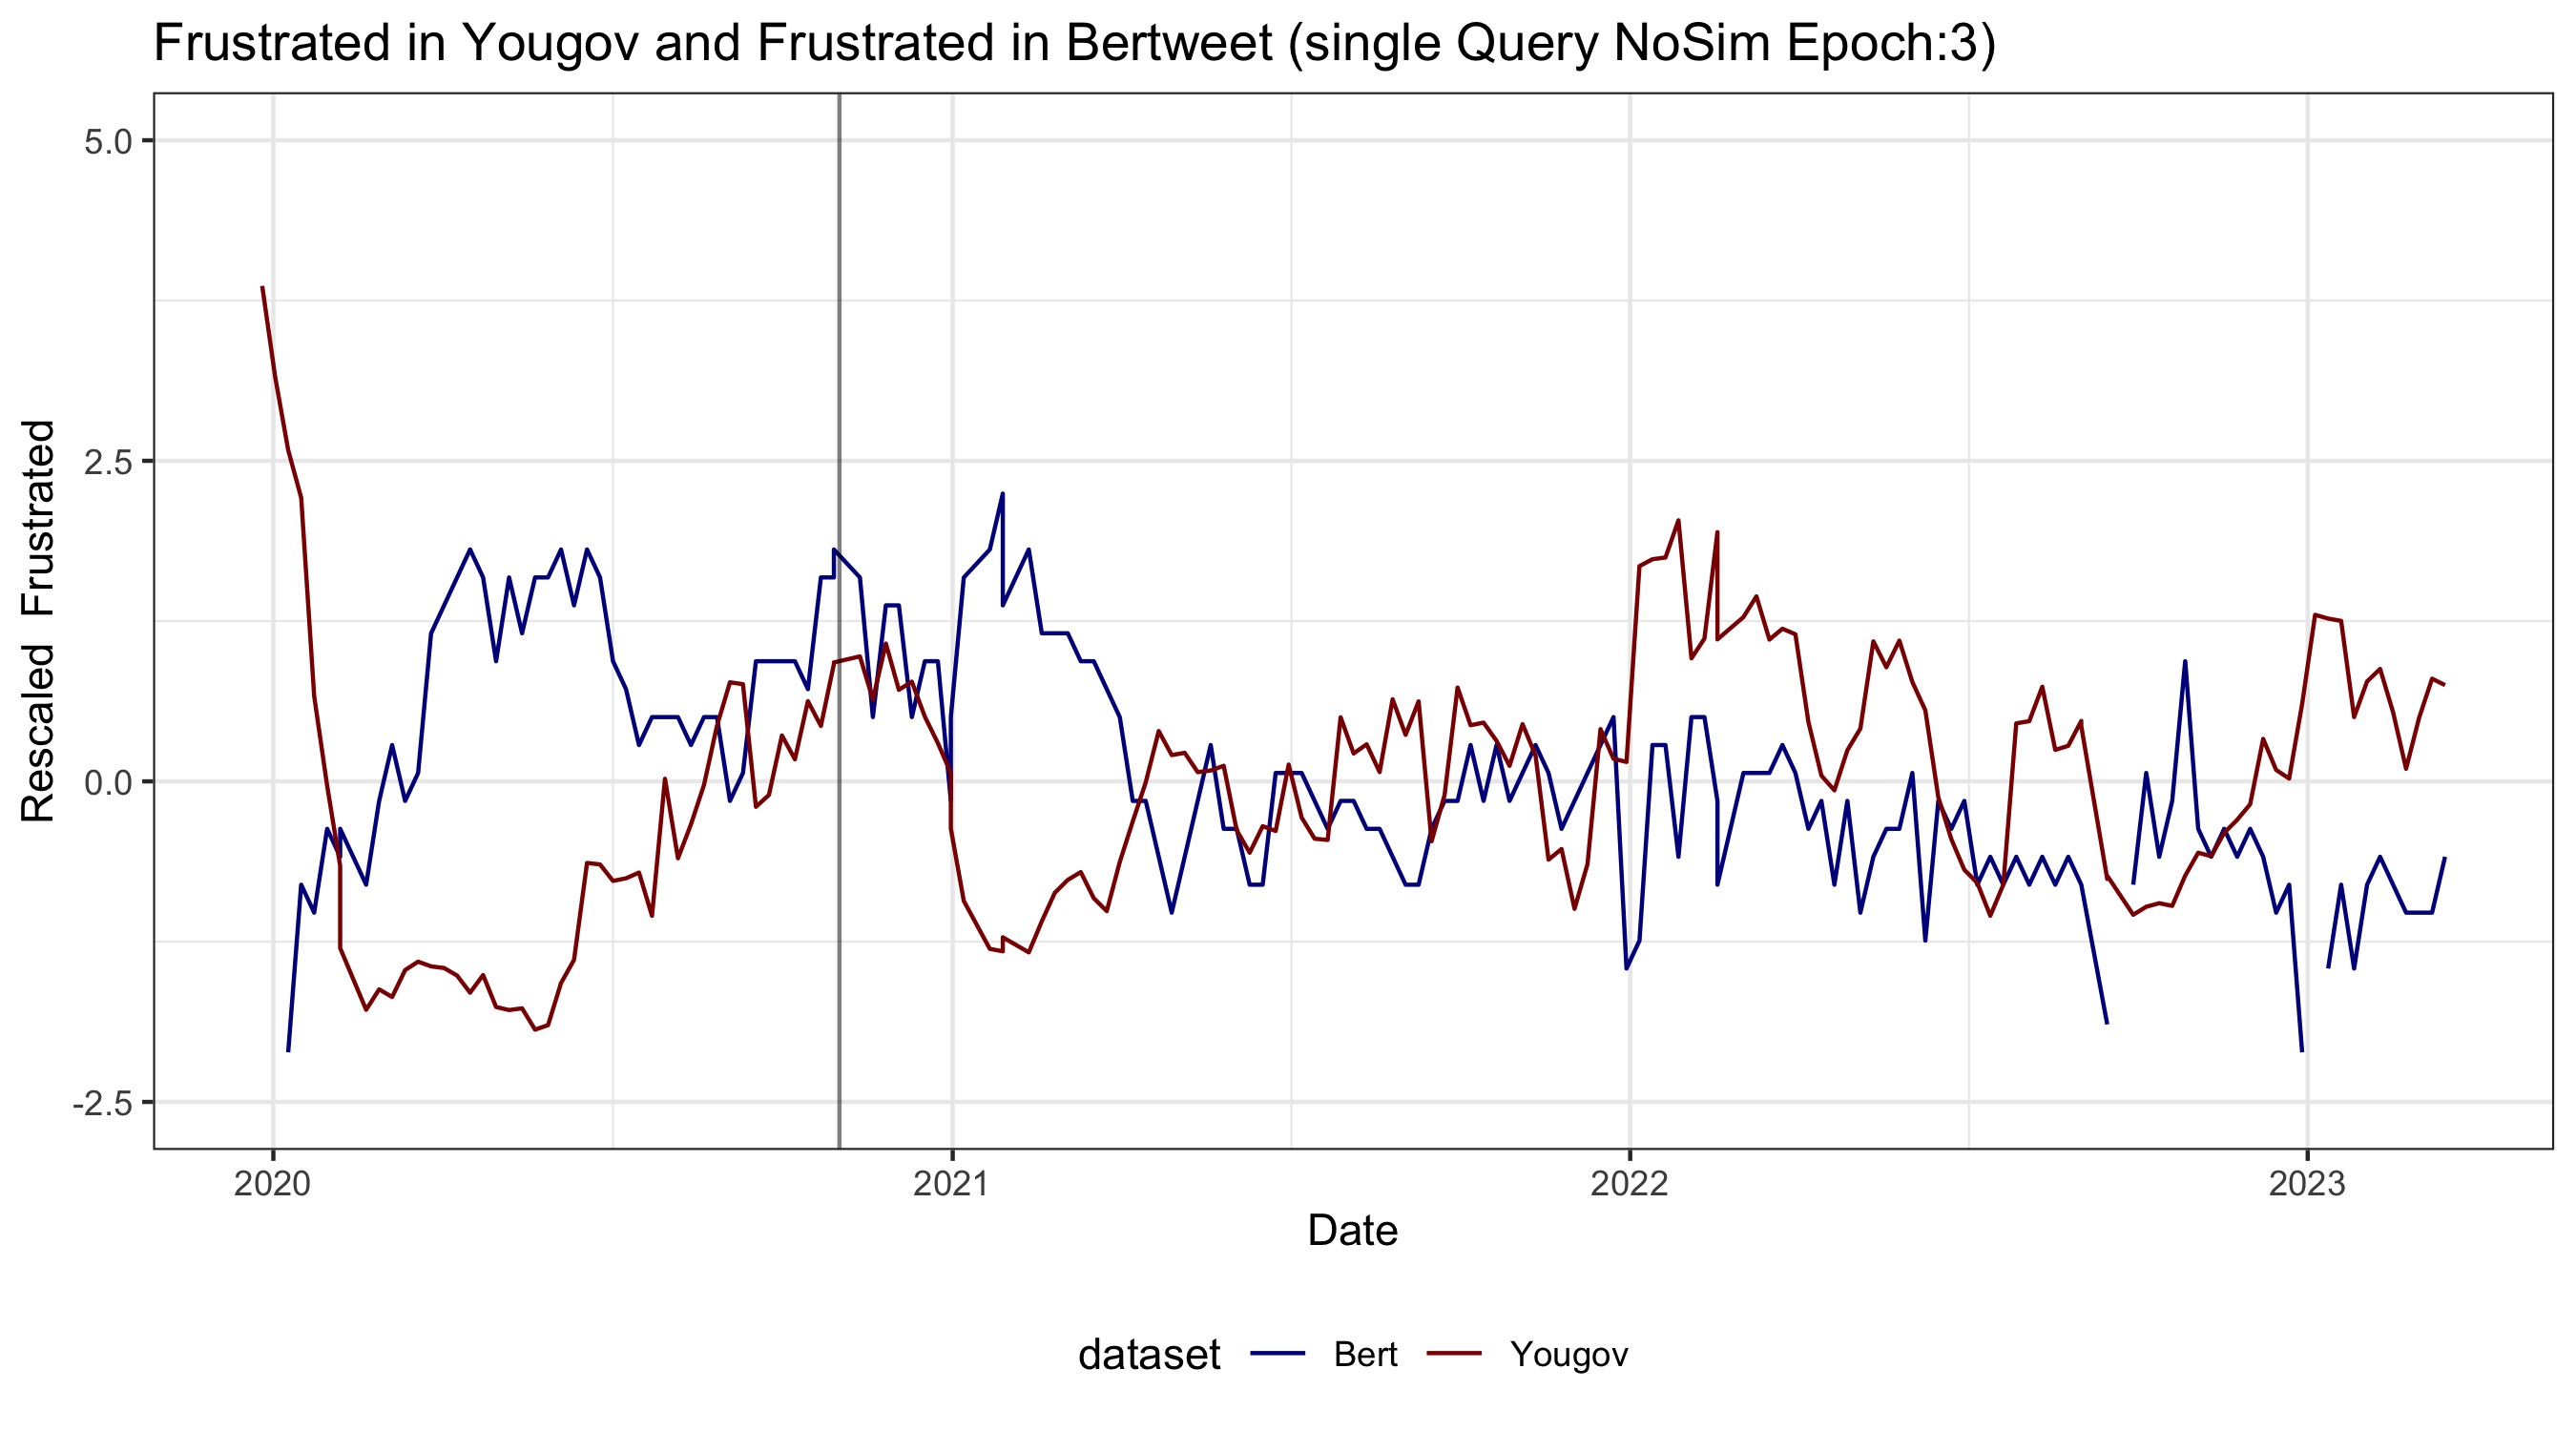 Frustrated in Yougov and Frustrated in Bertweet (single Query NoSim Epoch:3)
Rescaled Frustrated
5.0
2.5
0.0
-2.5
2020
2021
2022
2023
Date
dataset Bert Yougov